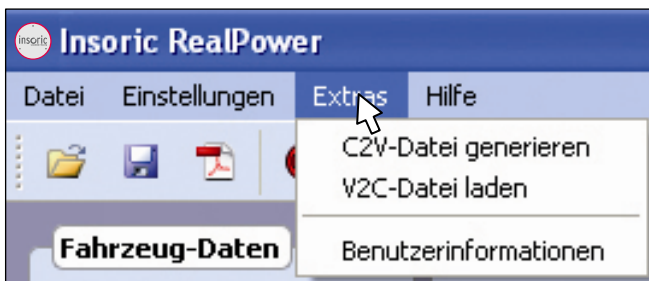 insoric Insoric RealPower
Datei Einstellungen Extras Hilfe
C2V-Datei generieren
V2C-Datei laden
Fahrzeug-Daten
Benutzerinformationen